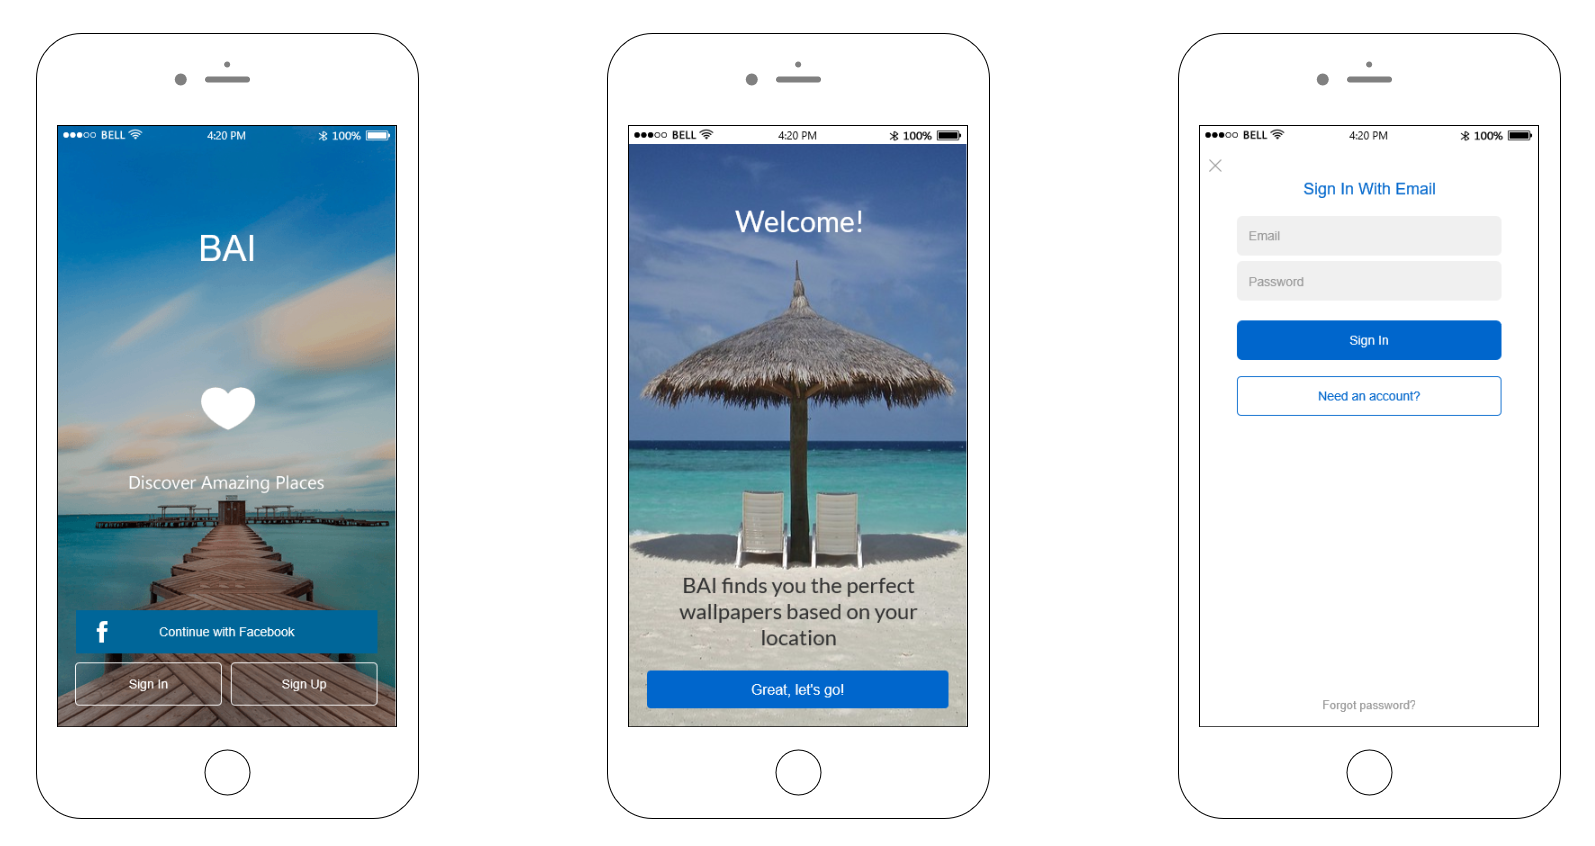 BELL 4:20 PM 100%
BAI
Discover Amazing Places
f Continue with Facebook
Sign In Sign Up
BELL 4:20 PM 100%
Welcome!
BAI finds you the perfect
wallpapers based on your
location
Great, let's go!
BELL 4:20 PM 100%
Sign In With Email
Email
Password
Sign In
Need an account?
Forgot password?